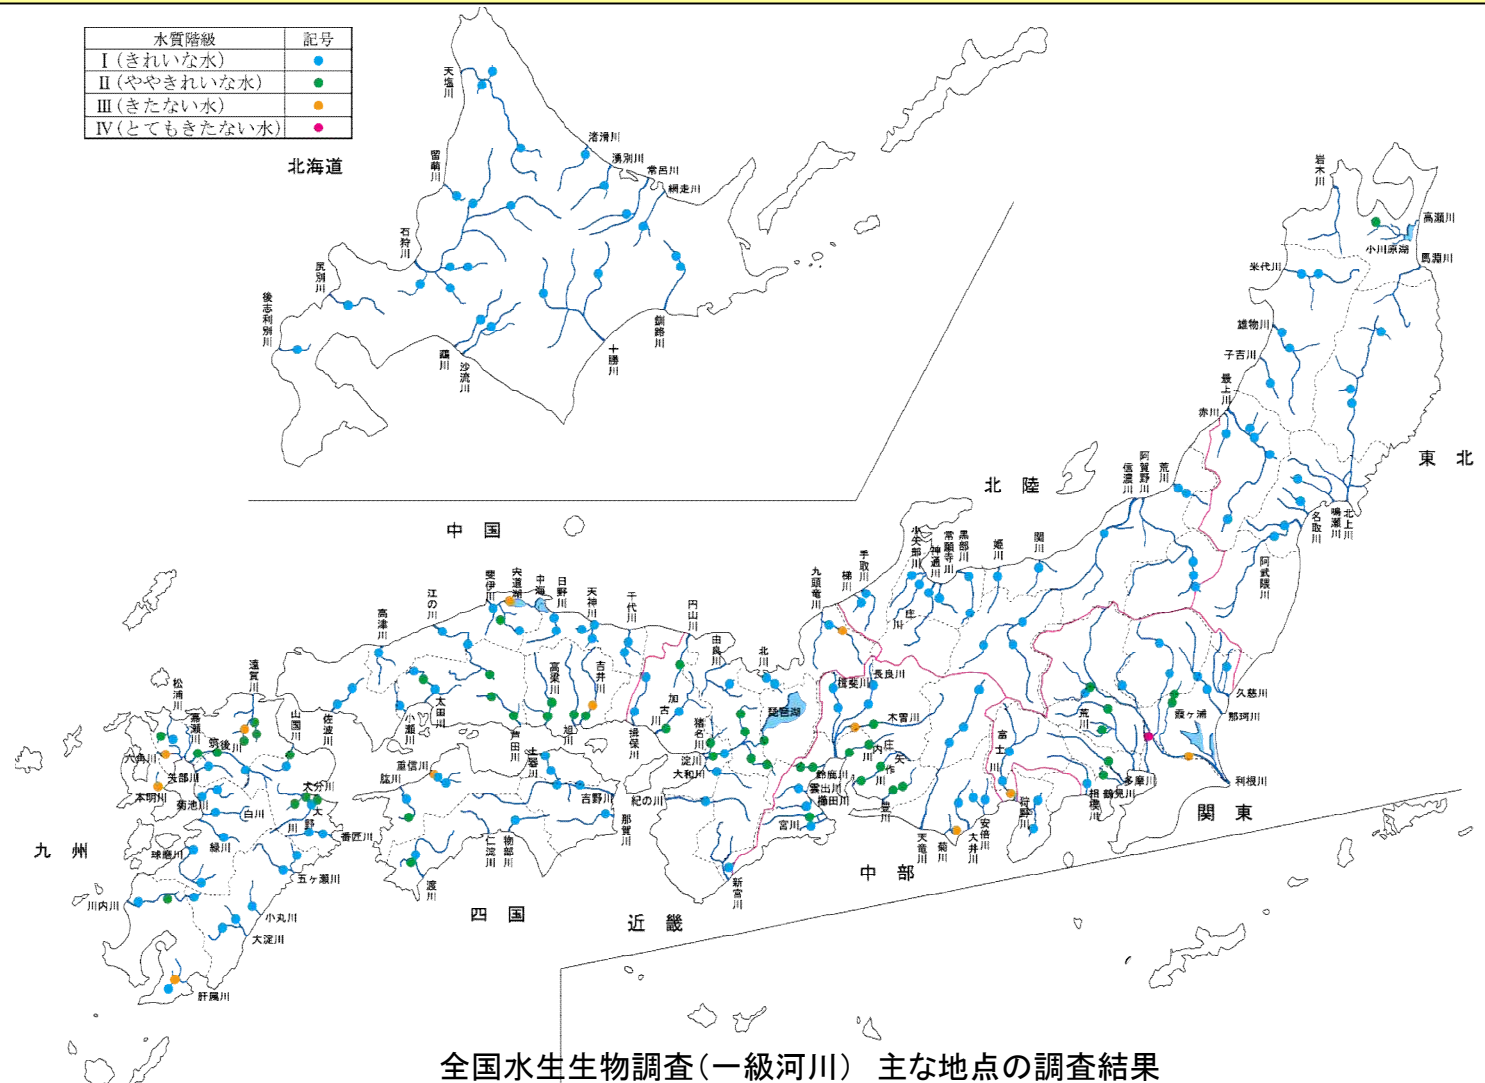 水質階級 記号
Ⅰ(きれいな水)
Ⅱ(ややきれいな水)
Ⅲ(きたない水)
Ⅳ(とてもきたない水)
北海道
天塩川
渚滑川
湧別川
常呂川
網走川
留萌川
石狩川
尻別川
後志利別川
鵡川
沙流川
十勝川
釧路川
岩木川
高瀬川
小川原湖
馬淵川
米代川
雄物川
子吉川
最上川
赤川
東北
北上川
鳴瀬川
名取川
阿武隈川
北陸
荒川
阿賀野川
信濃川
関川
姫川
黒部川
常願寺川
神通川
小矢部川
庄川
手取川
梯川
九頭竜川
中国
円山川
千代川
天神川
日野川
中海
宍道湖
斐伊川
江の川
高津川
由良川
北川
琵琶湖
加古川
揖保川
猪名川
淀川
大和川
紀の川
新宮川
近畿
吉井川
旭川
高梁川
芦田川
太田川
小瀬川
佐波川
土器川
吉野川
那賀川
物部川
仁淀川
渡川
肱川
重信川
四国
遠賀川
山国川
松浦川
嘉瀬川
筑後川
六角川
矢部川
本明川
菊池川
白川
緑川
球磨川
大分川
大野川
番匠川
五ヶ瀬川
小丸川
大淀川
川内川
肝属川
九州
揖斐川
長良川
木曽川
庄内川
矢作川
豊川
鈴鹿川
雲出川
櫛田川
宮川
天竜川
菊川
大井川
安倍川
富士川
狩野川
中部
久慈川
那珂川
霞ヶ浦
利根川
荒川
多摩川
鶴見川
相模川
関東
全国水生生物調査(一級河川) 主な地点の調査結果